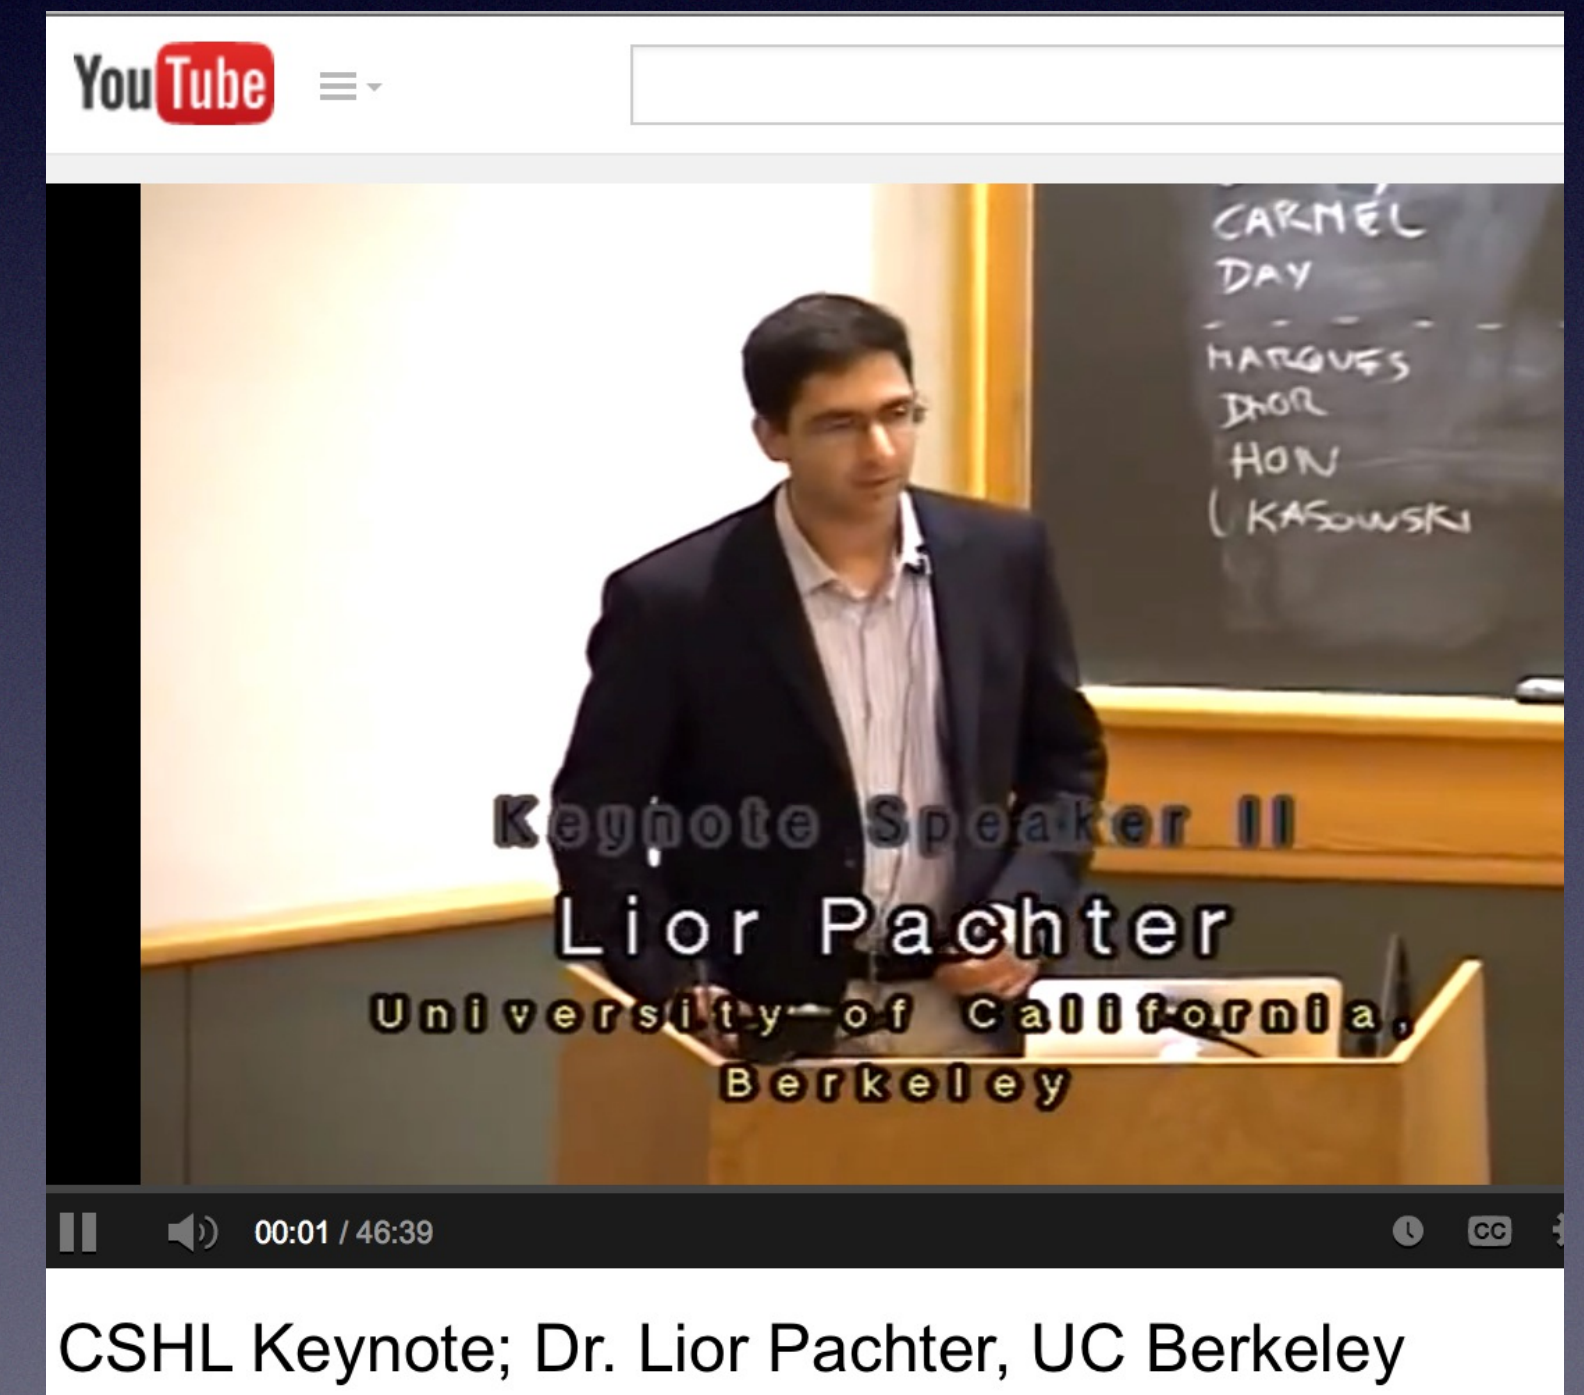 YouTube
CARMEL
DAY
MARQUES
DIOR
HON
KASOWSKI
Keynote Speaker II
Lior Pachter
University of California,
Berkeley
00:01 / 46:39
CC
CSHL Keynote; Dr. Lior Pachter, UC Berkeley